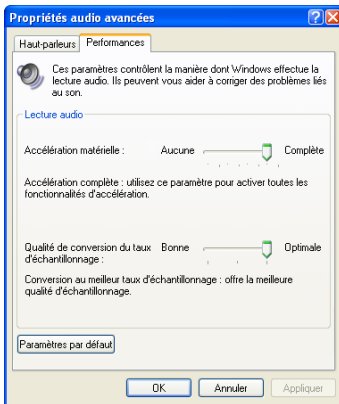 Propriétés audio avancées
Haut-parleurs Performances
Ces paramètres contrôlent la manière dont Windows effectue la
lecture audio. Ils peuvent vous aider à corriger des problèmes liés
au son.
Lecture audio
Accélération matérielle : Aucune Complète
Accélération complète : utilisez ce paramètre pour activer toutes les
fonctionnalités d'accélération.
Qualité de conversion du taux Bonne Optimale
d'échantillonnage :
Conversion au meilleur taux d'échantillonnage : offre la meilleure
qualité d'échantillonnage.
Paramètres par défaut
OK Annuler Appliquer